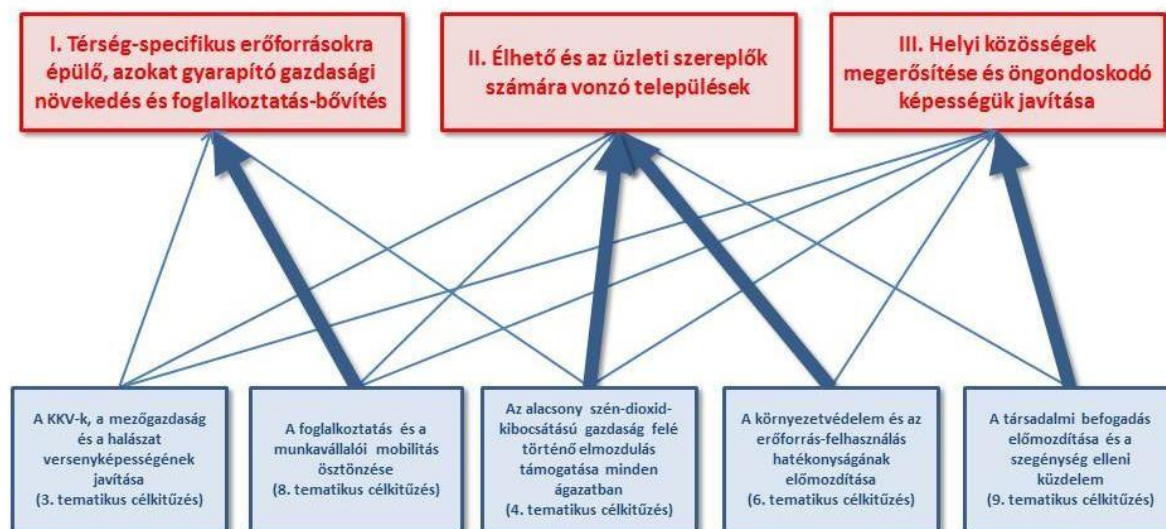 I. Térség-specifikus erőforrásokra
épülő, azokat gyarapító gazdasági
növekedés és foglalkoztatás-bővítés
II. Élhető és az üzleti szereplők
számára vonzó települések
III. Helyi közösségek
megerősítése és öngondoskodó
képességük javítása
A KKV-k, a mezőgazdaság
és a halászat
versenyképességének
javítása
(3. tematikus célkitűzés)
A foglalkoztatás és a
munkavállalói mobilitás
ösztönzése
(8. tematikus célkitűzés)
Az alacsony szén-dioxid-
kibocsátású gazdaság felé
történő elmozdulás
támogatása minden
ágazatban
(4. tematikus célkitűzés)
A környezetvédelem és az
erőforrás-felhasználás
hatékonyságának
előmozdítása
(6. tematikus célkitűzés)
A társadalmi befogadás
előmozdítása és a
szegénység elleni
küzdelem
(9. tematikus célkitűzés)